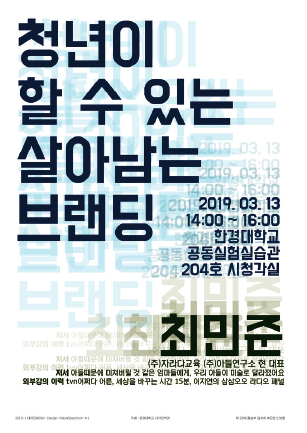 청년이
할 수 있는
살아남는
브랜딩
2019. 03. 13
14:00 ~ 16:00
한경대학교
공동실험실습관
204호 시청각실
최민준
(주)자라다교육 (주)아들연구소 현 대표
저서 아들때문에 미쳐버릴 것 같은 엄마들에게, 우리 아이 미술로 달라졌어요
외부강의 이력 tvn어쩌다 어른, 세상을 바꾸는 시간 15분, 이지연의 삼삼오오 라디오 패널